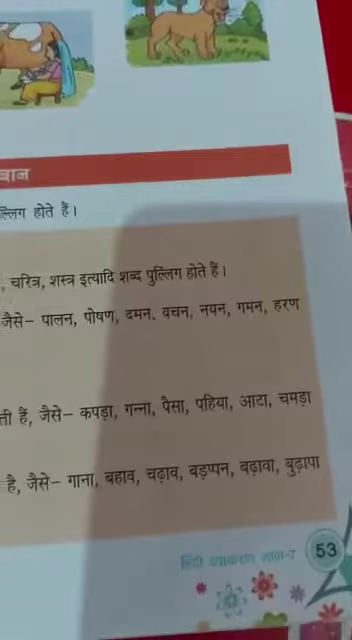 ल्लिंग होते हैं।
, चरित्र, शस्त्र इत्यादि शब्द पुल्लिंग होते हैं।
जैसे– पालन, पोषण, दमन, वचन, नयन, गमन, हरण
ती हैं, जैसे– कपड़ा, गन्ना, पैसा, पहिया, आटा, चमड़ा
है, जैसे– गाना, बहाव, चढ़ाव, बड़प्पन, बढ़ावा, बुढ़ापा
हिंदी व्याकरण भाग-7 53